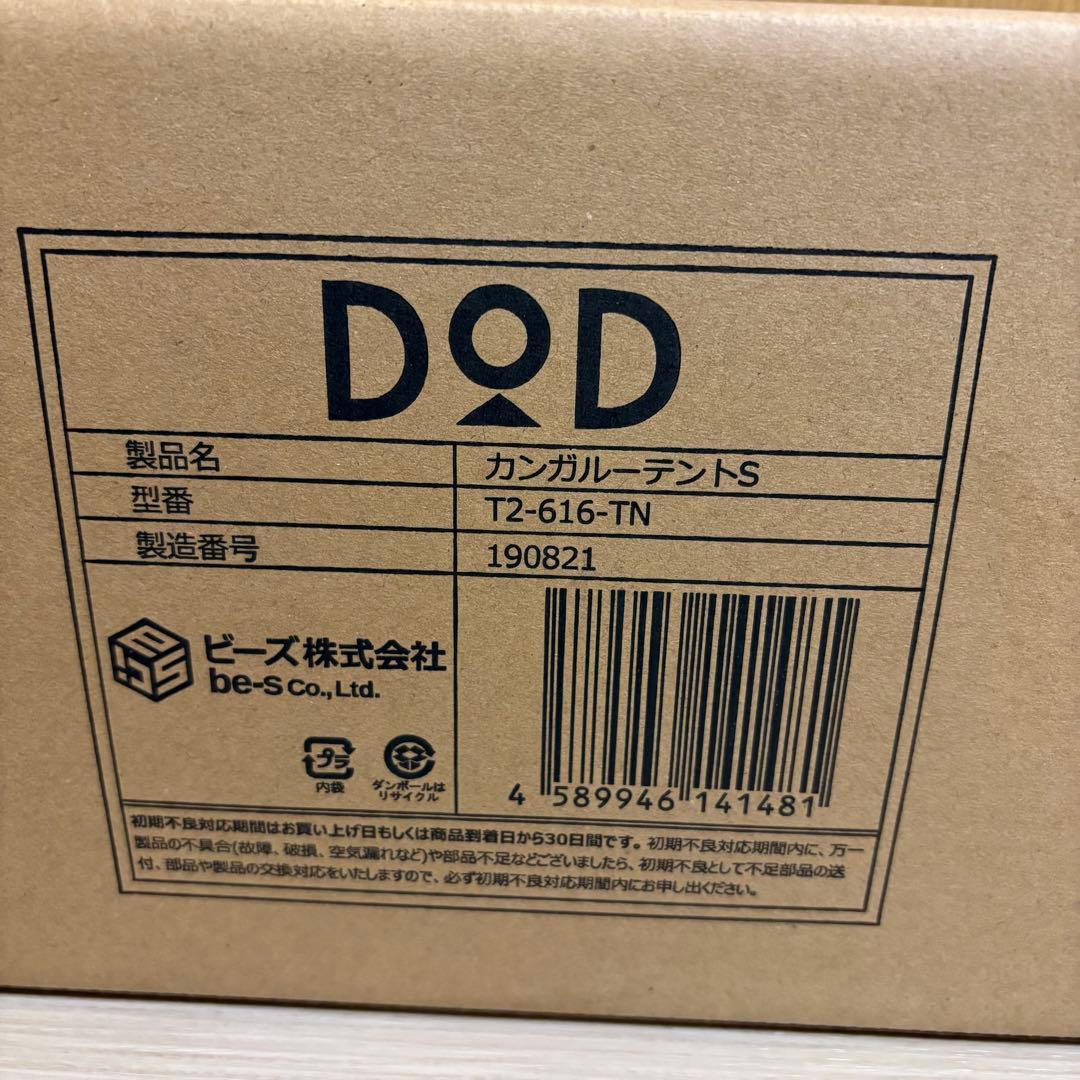 DOD
製品名 カンガルーテントS
型番 T2-616-TN
製造番号 190821
ビーズ株式会社
be-s Co., Ltd.
プラ
内袋
ダンボールは
リサイクル
4 589946 141481
初期不良対応期間はお買い上げ日もしくは商品到着日から30日間です。初期不良対応期間内に、万一
製品の不具合(故障、破損、空気漏れなど)や部品不足などございましたら、初期不良として不足部品の送
付、部品や製品の交換対応をいたしますので、必ず初期不良対応期間内にお申し出ください。